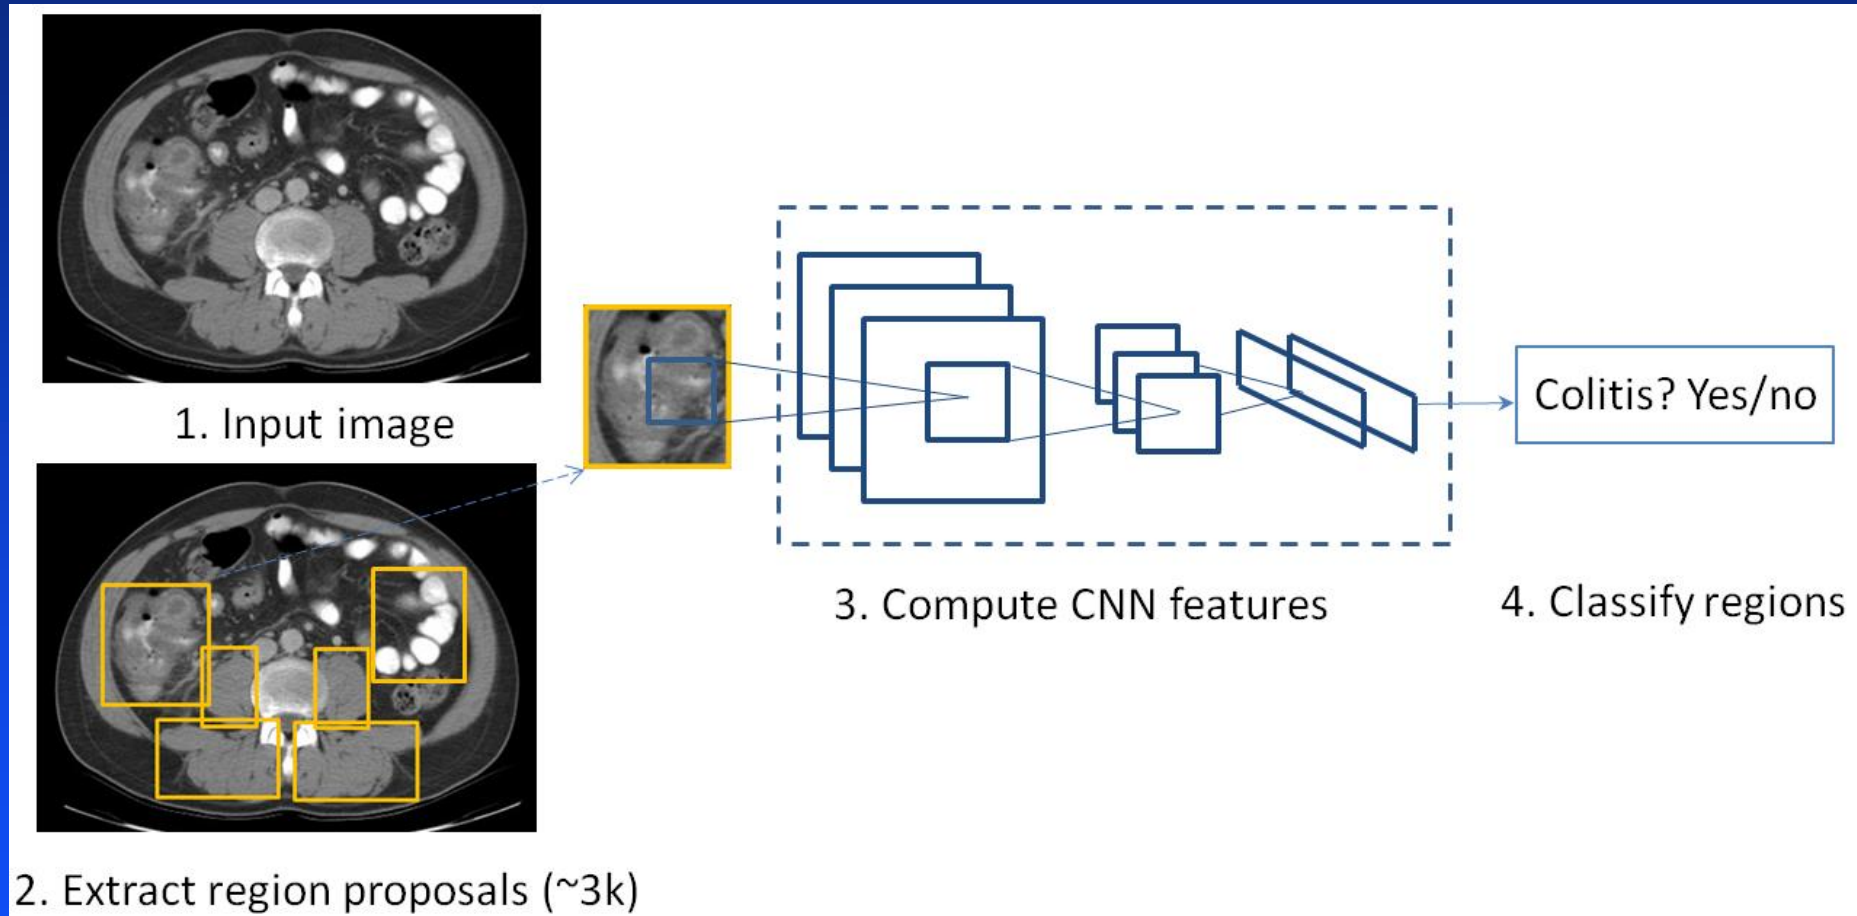 1. Input image
2. Extract region proposals (~3k)
3. Compute CNN features
Colitis? Yes/no
4. Classify regions